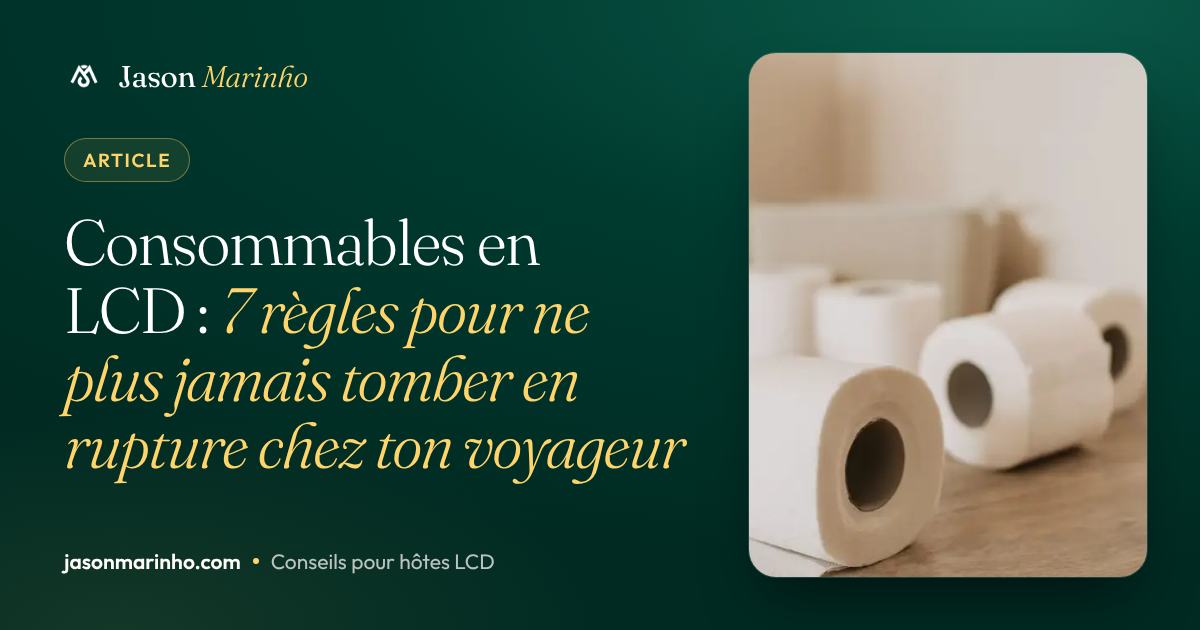 Jason Marinho
ARTICLE
Consommables en
LCD : 7 règles pour ne
plus jamais tomber en
rupture chez ton voyageur
jasonmarinho.com • Conseils pour hôtes LCD